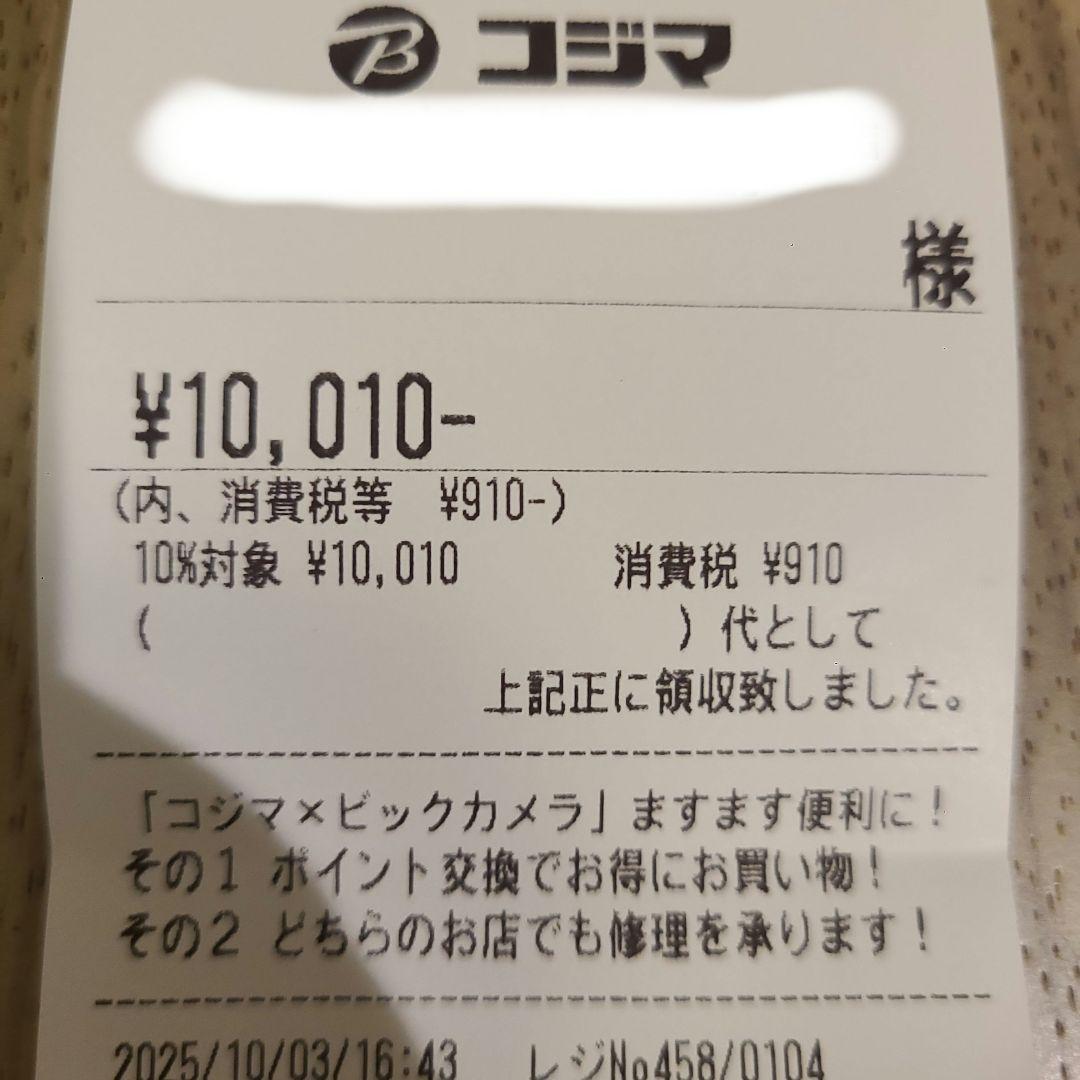 B コジマ
様
¥10,010-
(内、消費税等 ¥910-)
10%対象 ¥10,010 消費税 ¥910
( ) 代として
上記正に領収致しました。
「コジマ×ビックカメラ」ますます便利に!
その1 ポイント交換でお得にお買い物!
その2 どちらのお店でも修理を承ります!
2025/10/03/16:43 レジNo458/0104